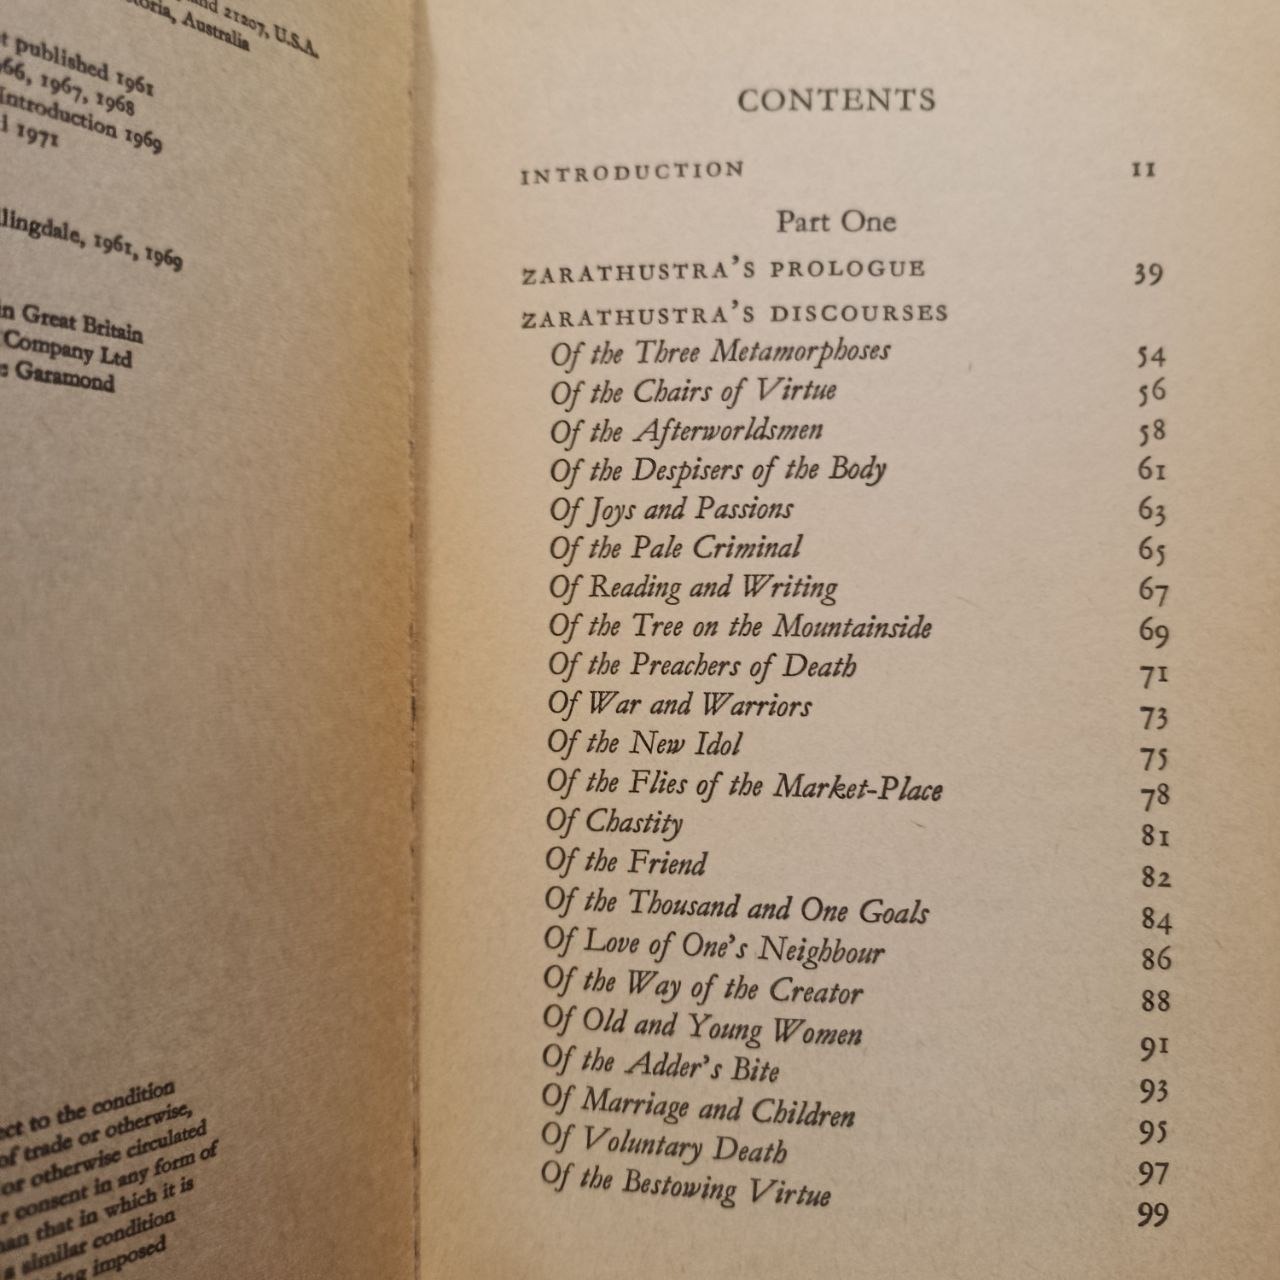 and 21207, U.S.A.
Australia
published 1961
1967, 1968
Introduction 1969
1971
1961, 1969
in Great Britain
Company Ltd
Garamond
to the condition
of trade or otherwise,
or otherwise circulated
consent in any form of
that in which it is
a similar condition
imposed
CONTENTS
INTRODUCTION 11
Part One
ZARATHUSTRA'S PROLOGUE 39
ZARATHUSTRA'S DISCOURSES
Of the Three Metamorphoses 54
Of the Chairs of Virtue 56
Of the Afterworldsmen 58
Of the Despisers of the Body 61
Of Joys and Passions 63
Of the Pale Criminal 65
Of Reading and Writing 67
Of the Tree on the Mountainside 69
Of the Preachers of Death 71
Of War and Warriors 73
Of the New Idol 75
Of the Flies of the Market-Place 78
Of Chastity 81
Of the Friend 82
Of the Thousand and One Goals 84
Of Love of One's Neighbour 86
Of the Way of the Creator 88
Of Old and Young Women 91
Of the Adder's Bite 93
Of Marriage and Children 95
Of Voluntary Death 97
Of the Bestowing Virtue 99